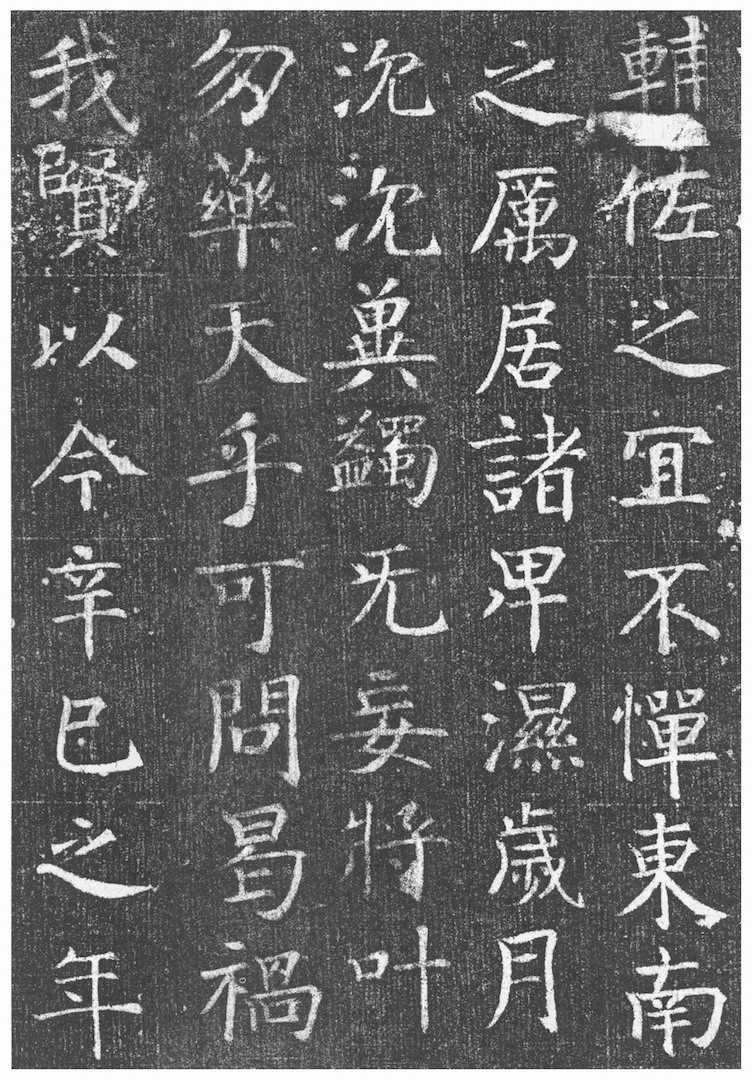 輔佐之宜不憚東南
之厲居諸卑濕歲月
沉沉冀蠲无妄將叶
勿藥天乎可問曷禍
我賢以今辛巳之年